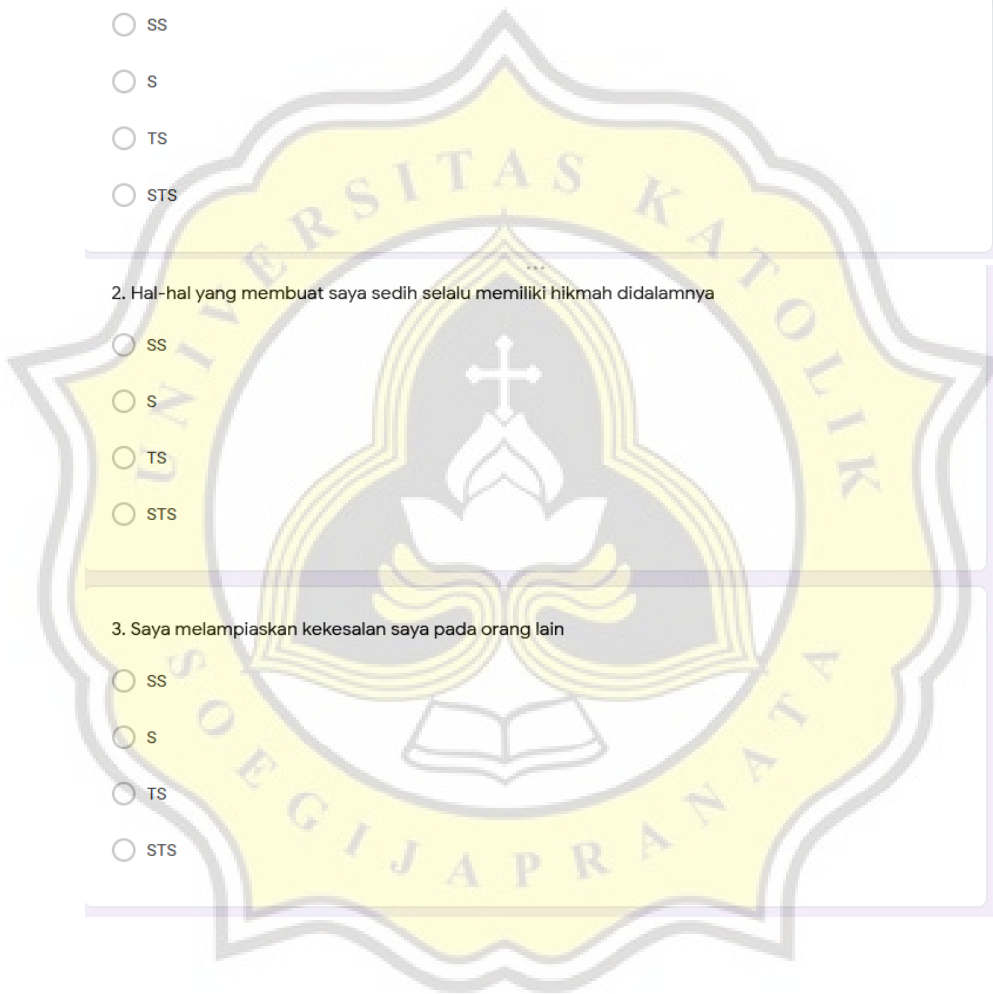 SS
S
TS
STS
2. Hal-hal yang membuat saya sedih selalu memiliki hikmah didalamnya
SS
S
TS
STS
3. Saya melampiaskan kekesalan saya pada orang lain
SS
S
TS
STS
UNIVERSITAS KATOLIK
SOEGIJAPRANATA